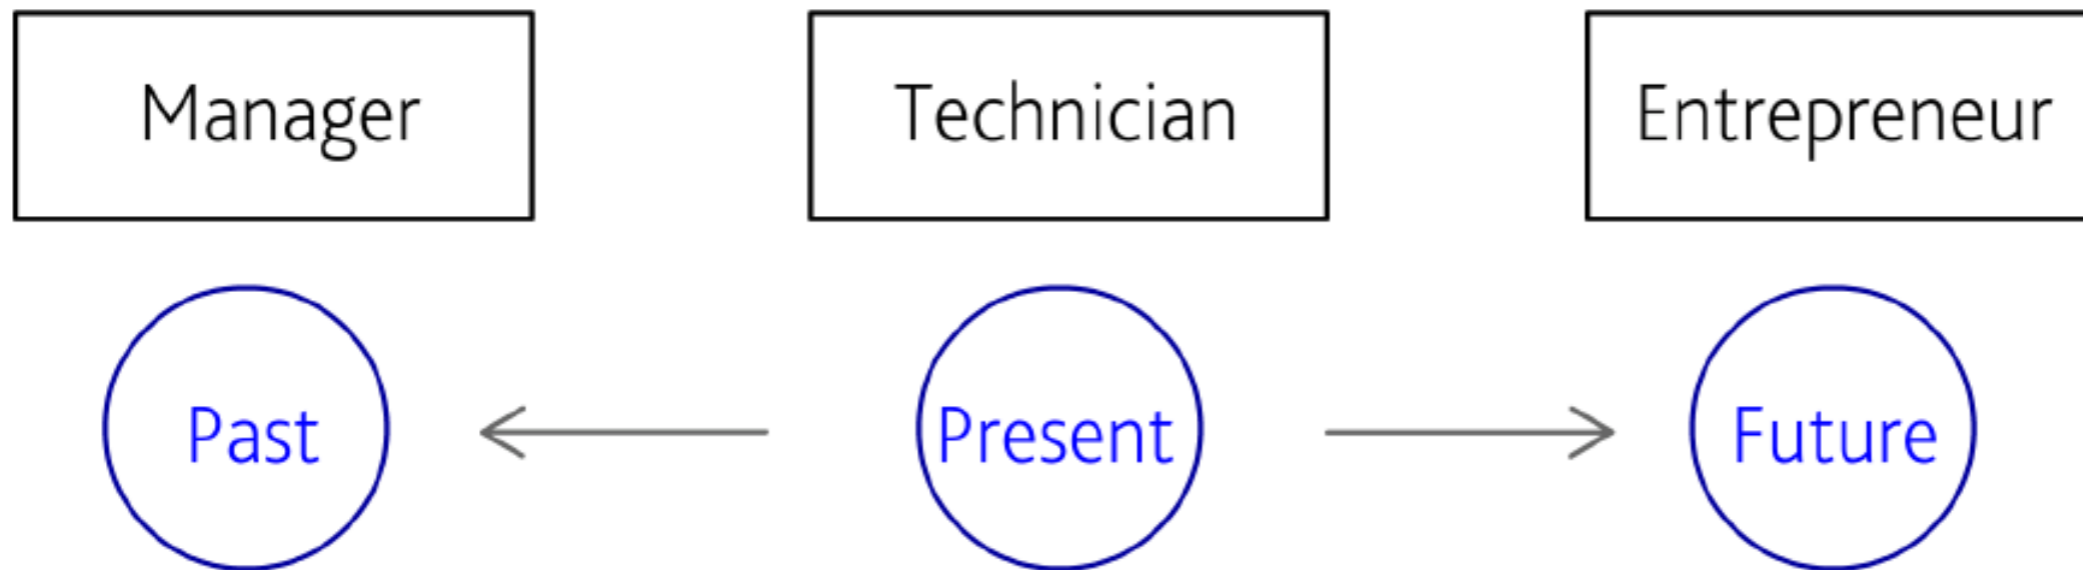 Manager
Technician
Entrepreneur
Past
Present
Future